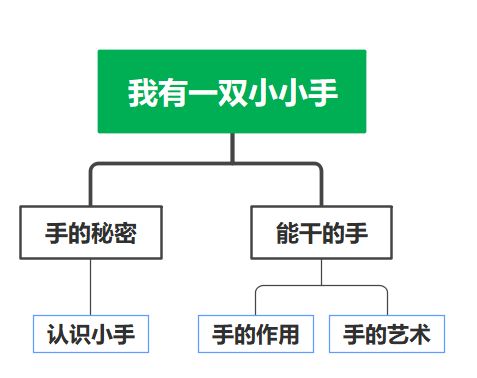 我有一双小小手
手的秘密
能干的手
认识小手
手的作用
手的艺术